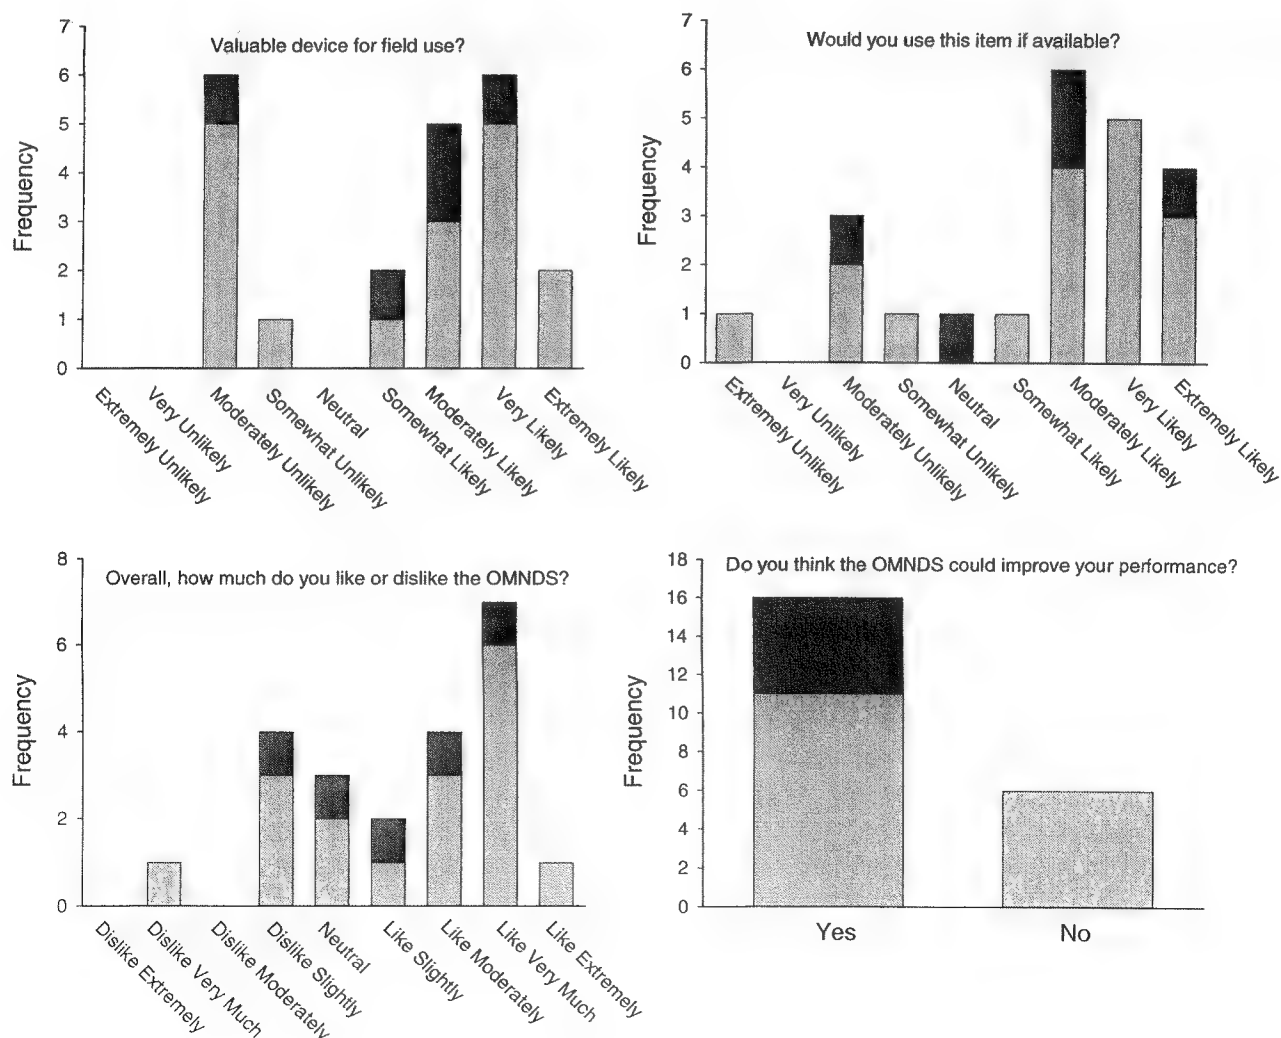 Valuable device for field use?
7
6
5
4
3
2
1
0
Frequency
Extremely Unlikely
Very Unlikely
Moderately Unlikely
Somewhat Unlikely
Neutral
Somewhat Likely
Moderately Likely
Very Likely
Extremely Likely
Would you use this item if available?
7
6
5
4
3
2
1
0
Frequency
Extremely Unlikely
Very Unlikely
Moderately Unlikely
Somewhat Unlikely
Neutral
Somewhat Likely
Moderately Likely
Very Likely
Extremely Likely
Overall, how much do you like or dislike the OMNDS?
8
6
4
2
0
Frequency
Dislike Extremely
Dislike Very Much
Dislike Moderately
Dislike Slightly
Neutral
Like Slightly
Like Moderately
Like Very Much
Like Extremely
Do you think the OMNDS could improve your performance?
18
16
14
12
10
8
6
4
2
0
Frequency
Yes
No